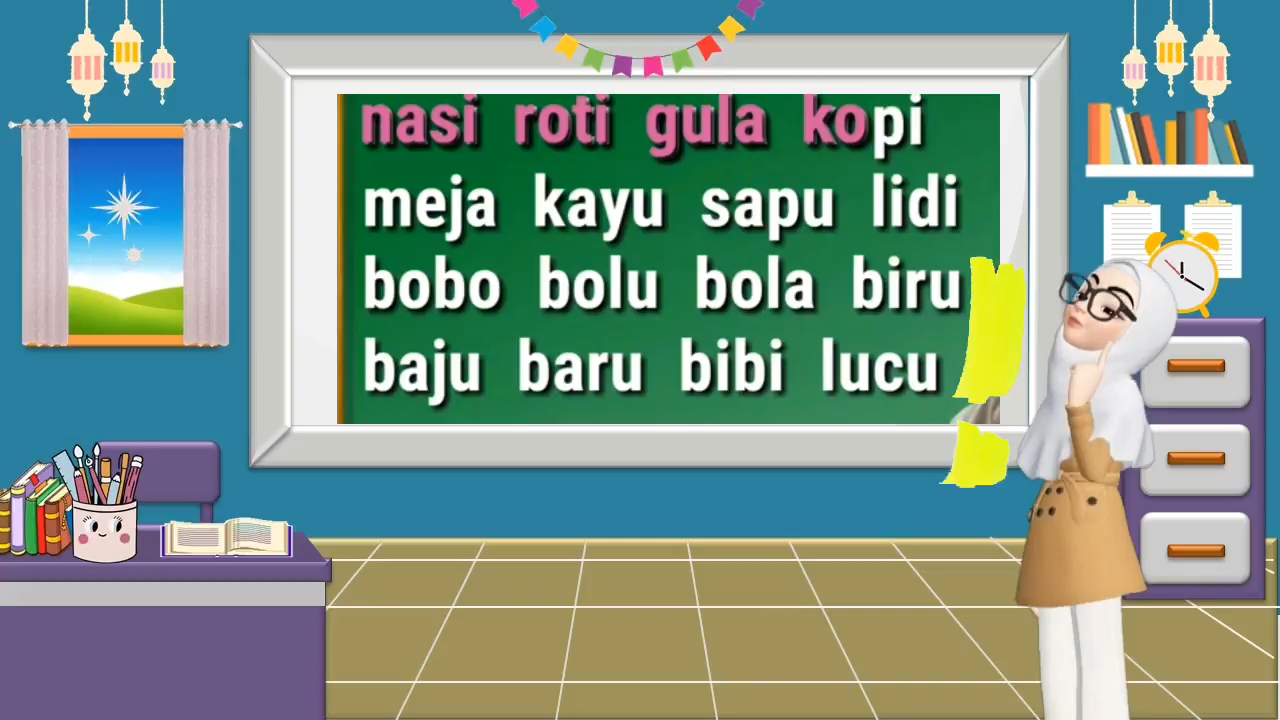 nasi roti gula kopi
meja kayu sapu lidi
bobo bolu bola biru
baju baru bibi lucu